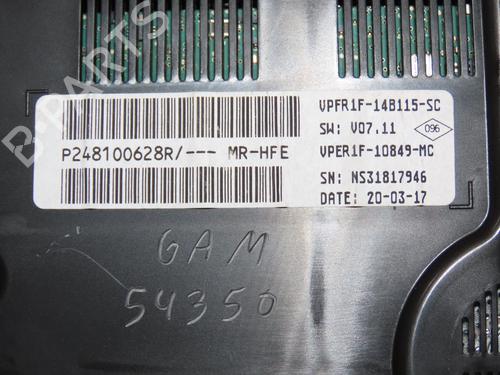 B-PARTS
VPFR1F-14B115-SC
SW: V07.11
096
P248100628R/--- MR-HFE
VPER1F-10849-MC
SN: NS31817946
DATE: 20-03-17
GAM
54350